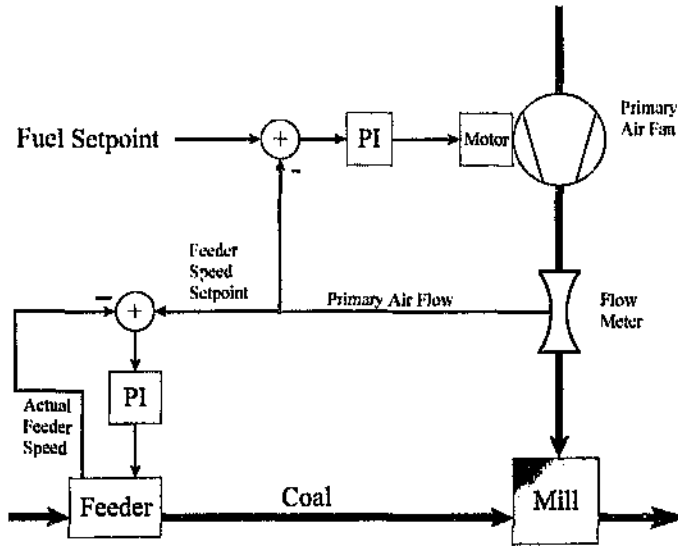 Primary
Air Fan
Fuel Setpoint
+
-
PI
Motor
Feeder
Speed
Setpoint
Primary Air Flow
Flow
Meter
-
+
PI
Actual
Feeder
Speed
Feeder
Coal
Mill